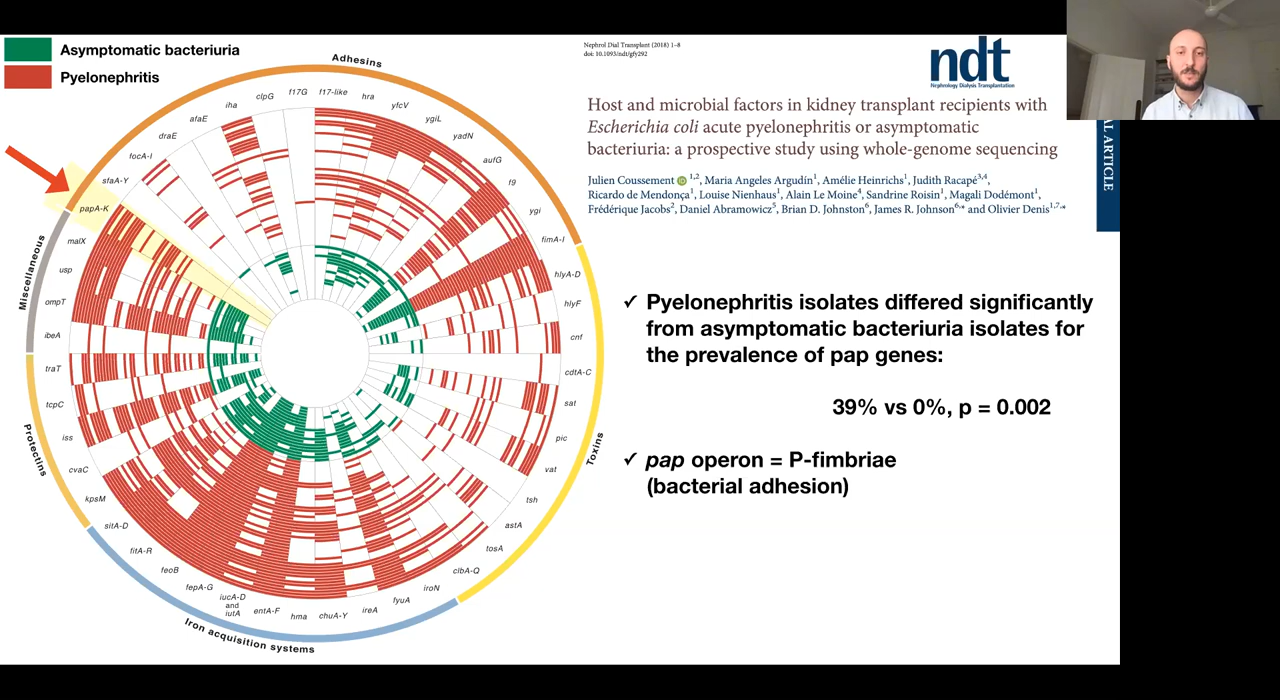 Asymptomatic bacteriuria
Pyelonephritis
Adhesins
f17G
f17-like
hra
yfcV
ygiL
yadN
aufG
f9
ygi
fimA-I
hlyA-D
hlyF
cnf
cdtA-C
sat
pic
vat
tsh
astA
tosA
clbA-Q
Toxins
iroN
fyuA
ireA
chuA-Y
hma
entA-F
iucA-D
and
iutA
fepA-G
feoB
fitA-R
sitA-D
Iron acquisition systems
kpsM
cvaC
iss
tcpC
traT
Protectins
ibeA
ompT
usp
malX
Miscellaneous
papA-K
sfaA-Y
focA-I
draE
afaE
iha
clpG
Nephrol Dial Transplant (2018) 1–8
doi: 10.1093/ndt/gfy292
ndt
Nephrology Dialysis Transplantation
AL ARTICLE
Host and microbial factors in kidney transplant recipients with
Escherichia coli acute pyelonephritis or asymptomatic
bacteriuria: a prospective study using whole-genome sequencing
Julien Coussement iD 1,2, Maria Angeles Argudín1, Amélie Heinrichs1, Judith Racapé3,4,
Ricardo de Mendonça1, Louise Nienhaus1, Alain Le Moine4, Sandrine Roisin1, Magali Dodémont1,
Frédérique Jacobs2, Daniel Abramowicz5, Brian D. Johnston6, James R. Johnson6,* and Olivier Denis1,7,*
✓ Pyelonephritis isolates differed significantly
from asymptomatic bacteriuria isolates for
the prevalence of pap genes:
39% vs 0%, p = 0.002
✓ pap operon = P-fimbriae
(bacterial adhesion)